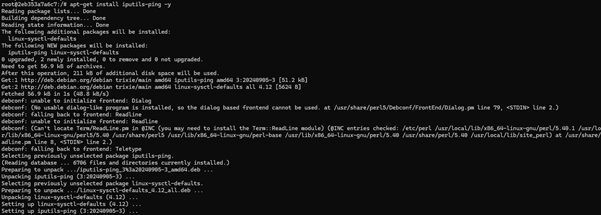 root@2eb353a7a6c7:/# apt-get install iputils-ping -y
Reading package lists... Done
Building dependency tree... Done
Reading state information... Done
The following additional packages will be installed:
  linux-sysctl-defaults
The following NEW packages will be installed:
  iputils-ping linux-sysctl-defaults
0 upgraded, 2 newly installed, 0 to remove and 0 not upgraded.
Need to get 56.9 kB of archives.
After this operation, 211 kB of additional disk space will be used.
Get:1 http://deb.debian.org/debian trixie/main amd64 iputils-ping amd64 3:20240905-3 [51.2 kB]
Get:2 http://deb.debian.org/debian trixie/main amd64 linux-sysctl-defaults all 4.12 [5624 B]
Fetched 56.9 kB in 1s (48.8 kB/s)
debconf: unable to initialize frontend: Dialog
debconf: (No usable dialog-like program is installed, so the dialog based frontend cannot be used. at /usr/share/perl5/Debconf/FrontEnd/Dialog.pm line 79, <STDIN> line 2.)
debconf: falling back to frontend: Readline
debconf: unable to initialize frontend: Readline
debconf: (Can't locate Term/ReadLine.pm in @INC (you may need to install the Term::ReadLine module) (@INC entries checked: /etc/perl /usr/local/lib/x86_64-linux-gnu/perl/5.40.1 /usr/lo
r/lib/x86_64-linux-gnu/perl5/5.40 /usr/share/perl5 /usr/lib/x86_64-linux-gnu/perl-base /usr/lib/x86_64-linux-gnu/perl/5.40 /usr/share/perl/5.40 /usr/local/lib/site_perl) at /usr/share/
adline.pm line 8, <STDIN> line 2.)
debconf: falling back to frontend: Teletype
Selecting previously unselected package iputils-ping.
(Reading database ... 6706 files and directories currently installed.)
Preparing to unpack .../iputils-ping_3%3a20240905-3_amd64.deb ...
Unpacking iputils-ping (3:20240905-3) ...
Selecting previously unselected package linux-sysctl-defaults.
Preparing to unpack .../linux-sysctl-defaults_4.12_all.deb ...
Unpacking linux-sysctl-defaults (4.12) ...
Setting up linux-sysctl-defaults (4.12) ...
Setting up iputils-ping (3:20240905-3) ...